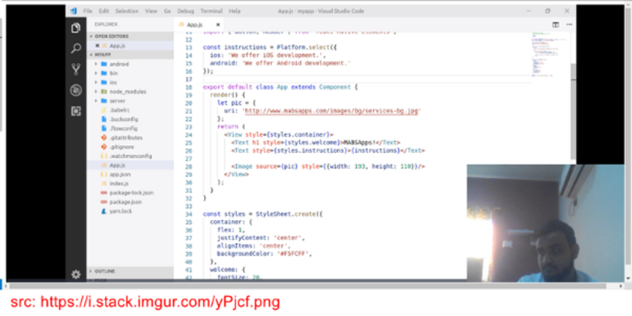 File Edit Selection View Go Debug Terminal Help
App.js - myapp - Visual Studio Code
EXPLORER
OPEN EDITORS
App.js
MYAPP
android
bin
ios
node_modules
server
.babelrc
.buckconfig
.flowconfig
.gitattributes
.gitignore
.watchmanconfig
App.js
app.json
index.js
package-lock.json
package.json
yarn.lock
OUTLINE
App.js
12
13 const instructions = Platform.select({
14 ios: 'We offer iOS development.',
15 android: 'We offer Android development.'
16 });
17
18 export default class App extends Component {
19 render() {
20 let pic = {
21 uri: 'http://www.mabsapps.com/images/bg/services-bg.jpg'
22 };
23 return (
24 <View style={styles.container}>
25 <Text h1 style={styles.welcome}>MABSApps!</Text>
26 <Text style={styles.instructions}>{instructions}</Text>
27
28 <Image source={pic} style={{width: 193, height: 110}}/>
29 </View>
30 );
31 }
32 }
33
34 const styles = StyleSheet.create({
35 container: {
36 flex: 1,
37 justifyContent: 'center',
38 alignItems: 'center',
39 backgroundColor: '#F5FCFF',
40 },
41 welcome: {
42 fontSize: 20,
src: https://i.stack.imgur.com/yPjcf.png